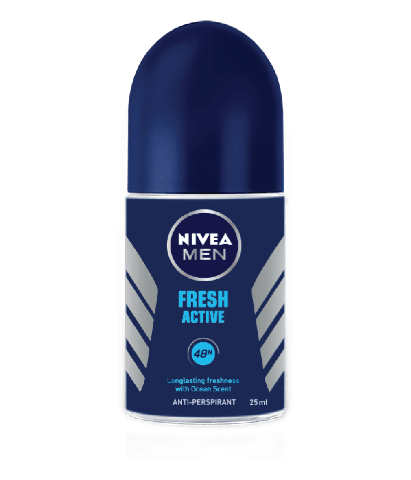 NIVEA
MEN
FRESH
ACTIVE
48H
Longlasting freshness
with Ocean Scent
ANTI-PERSPIRANT 25ml